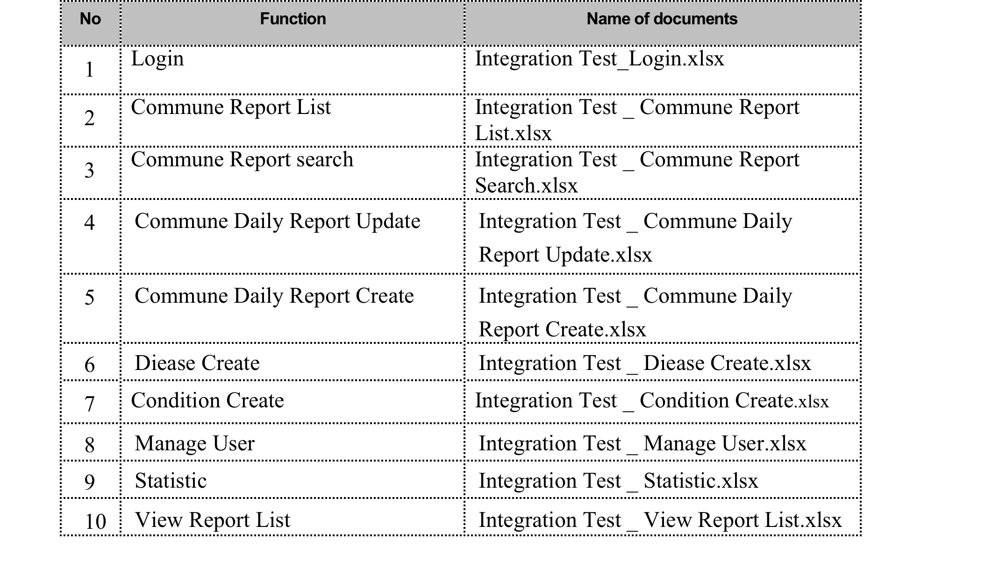 No Function Name of documents
1 Login Integration Test_Login.xlsx
2 Commune Report List Integration Test _ Commune Report
List.xlsx
3 Commune Report search Integration Test _ Commune Report
Search.xlsx
4 Commune Daily Report Update Integration Test _ Commune Daily
Report Update.xlsx
5 Commune Daily Report Create Integration Test _ Commune Daily
Report Create.xlsx
6 Diease Create Integration Test _ Diease Create.xlsx
7 Condition Create Integration Test _ Condition Create.xlsx
8 Manage User Integration Test _ Manage User.xlsx
9 Statistic Integration Test _ Statistic.xlsx
10 View Report List Integration Test _ View Report List.xlsx